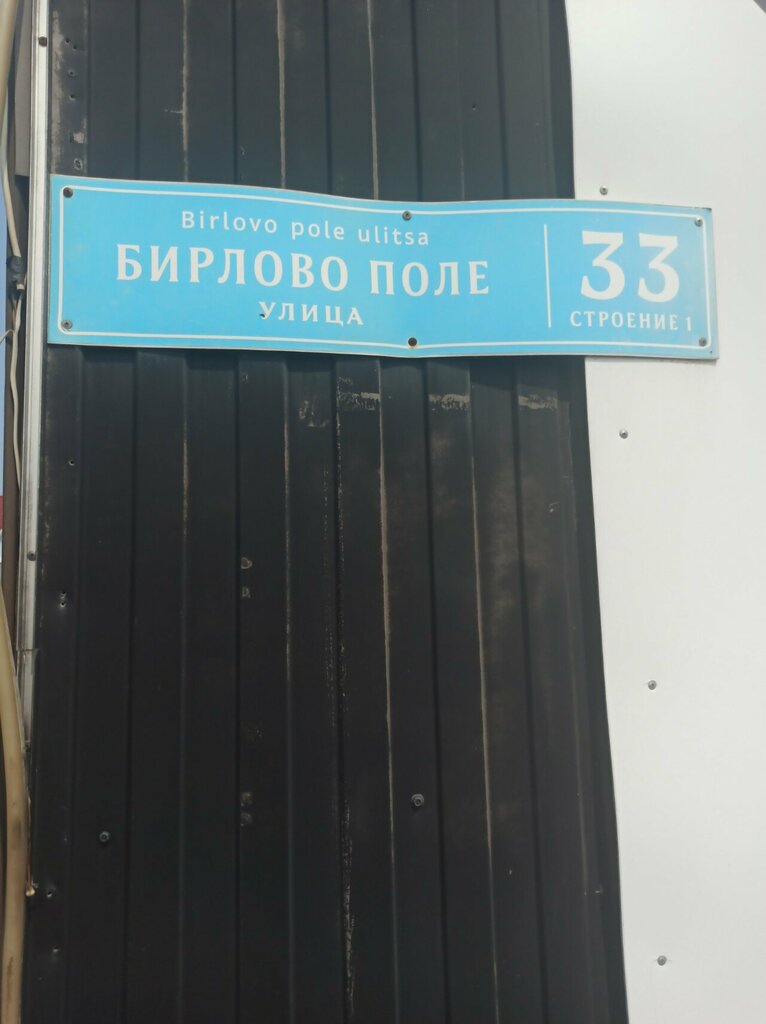 Birlovo pole ulitsa
БИРЛОВО ПОЛЕ
УЛИЦА
33
СТРОЕНИЕ 1